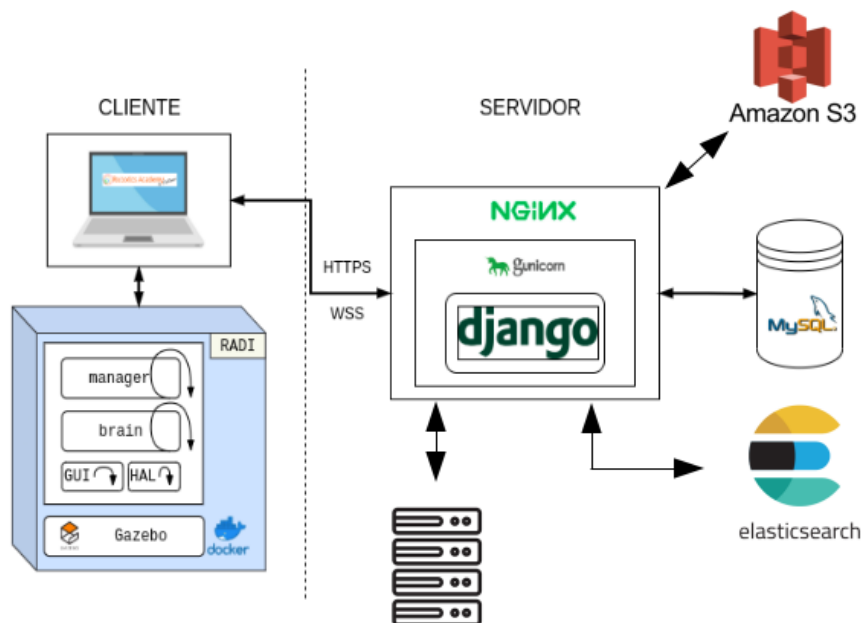 CLIENTE
SERVIDOR
Amazon S3
NGiNX
gunicorn
django
HTTPS
WSS
MySQL
RADI
manager
brain
GUI
HAL
Gazebo
docker
elasticsearch